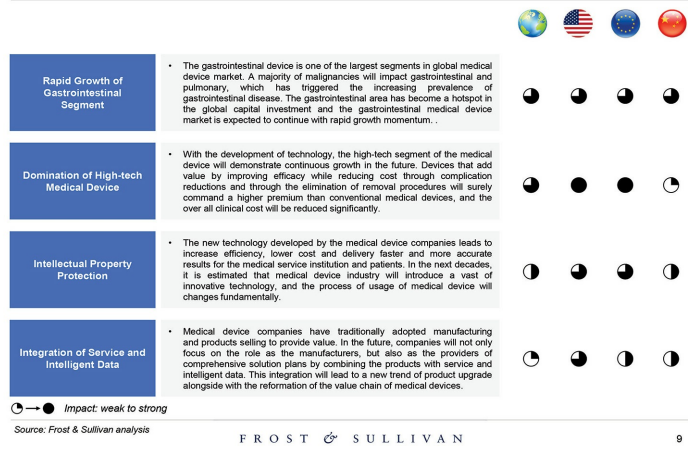 Rapid Growth of
Gastrointestinal
Segment
• The gastrointestinal device is one of the largest segments in global medical
device market. A majority of malignancies will impact gastrointestinal and
pulmonary, which has triggered the increasing prevalence of
gastrointestinal disease. The gastrointestinal area has become a hotspot in
the global capital investment and the gastrointestinal medical device
market is expected to continue with rapid growth momentum. .
Domination of High-tech
Medical Device
• With the development of technology, the high-tech segment of the medical
device will demonstrate continuous growth in the future. Devices that add
value by improving efficacy while reducing cost through complication
reductions and through the elimination of removal procedures will surely
command a higher premium than conventional medical devices, and the
over all clinical cost will be reduced significantly.
Intellectual Property
Protection
• The new technology developed by the medical device companies leads to
increase efficiency, lower cost and delivery faster and more accurate
results for the medical service institution and patients. In the next decades,
it is estimated that medical device industry will introduce a vast of
innovative technology, and the process of usage of medical device will
changes fundamentally.
Integration of Service and
Intelligent Data
• Medical device companies have traditionally adopted manufacturing
and products selling to provide value. In the future, companies will not only
focus on the role as the manufacturers, but also as the providers of
comprehensive solution plans by combining the products with service and
intelligent data. This integration will lead to a new trend of product upgrade
alongside with the reformation of the value chain of medical devices.
Impact: weak to strong
Source: Frost & Sullivan analysis
FROST & SULLIVAN
9